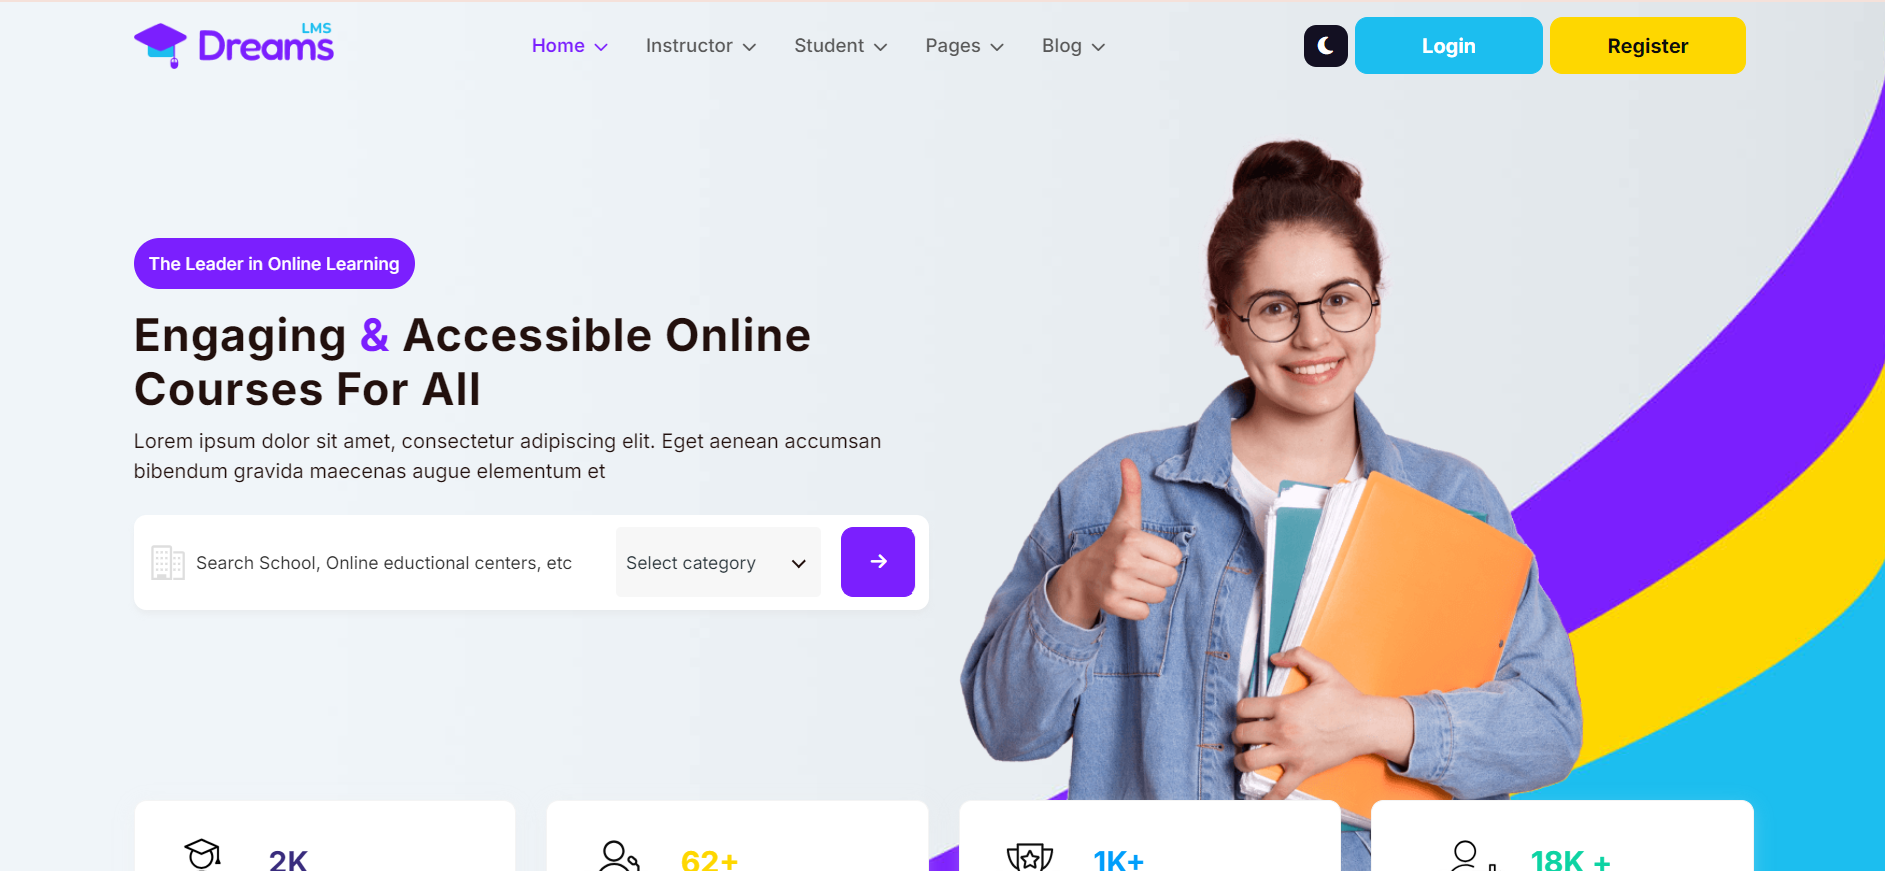 LMS
Dreams
Home
Instructor
Student
Pages
Blog
Login
Register
The Leader in Online Learning
Engaging & Accessible Online
Courses For All
Lorem ipsum dolor sit amet, consectetur adipiscing elit. Eget aenean accumsan
bibendum gravida maecenas augue elementum et
Search School, Online eductional centers, etc
Select category
2K
62+
1K+
18K +